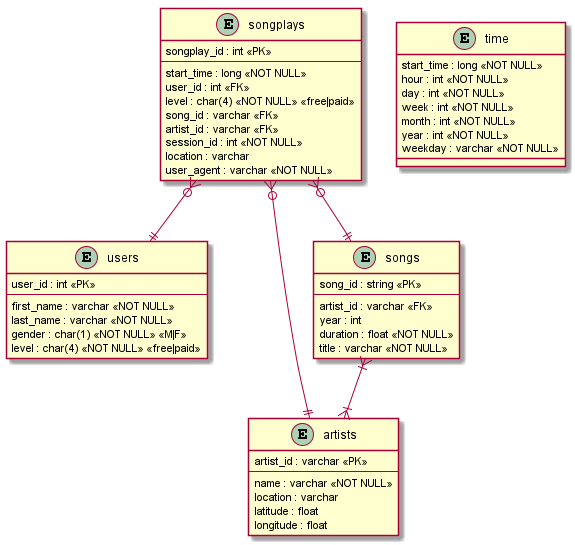 E songplays
songplay_id : int «PK»
start_time : long «NOT NULL»
user_id : int «FK»
level : char(4) «NOT NULL» «free|paid»
song_id : varchar «FK»
artist_id : varchar «FK»
session_id : int «NOT NULL»
location : varchar
user_agent : varchar «NOT NULL»
E time
start_time : long «NOT NULL»
hour : int «NOT NULL»
day : int «NOT NULL»
week : int «NOT NULL»
month : int «NOT NULL»
year : int «NOT NULL»
weekday : varchar «NOT NULL»
E users
user_id : int «PK»
first_name : varchar «NOT NULL»
last_name : varchar «NOT NULL»
gender : char(1) «NOT NULL» «M|F»
level : char(4) «NOT NULL» «free|paid»
E songs
song_id : string «PK»
artist_id : varchar «FK»
year : int
duration : float «NOT NULL»
title : varchar «NOT NULL»
E artists
artist_id : varchar «PK»
name : varchar «NOT NULL»
location : varchar
latitude : float
longitude : float